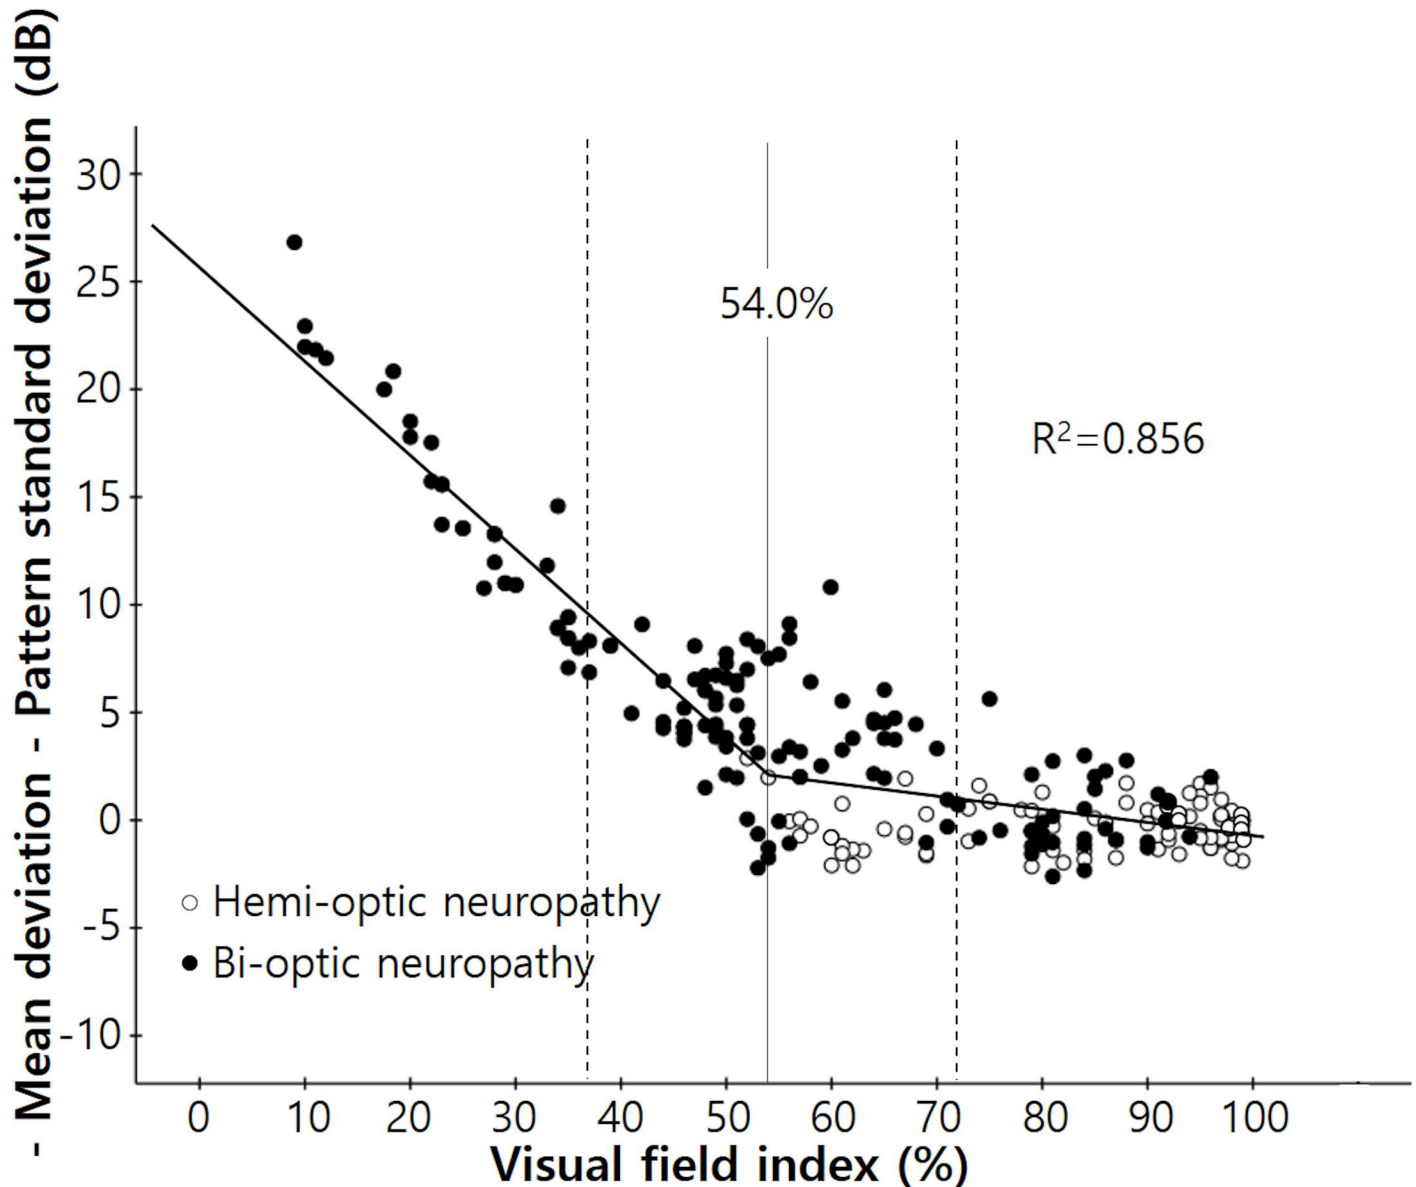 - Mean deviation - Pattern standard deviation (dB)
30
25
20
15
10
5
0
-5
-10
54.0%
R²=0.856
Hemi-optic neuropathy
Bi-optic neuropathy
0 10 20 30 40 50 60 70 80 90 100
Visual field index (%)